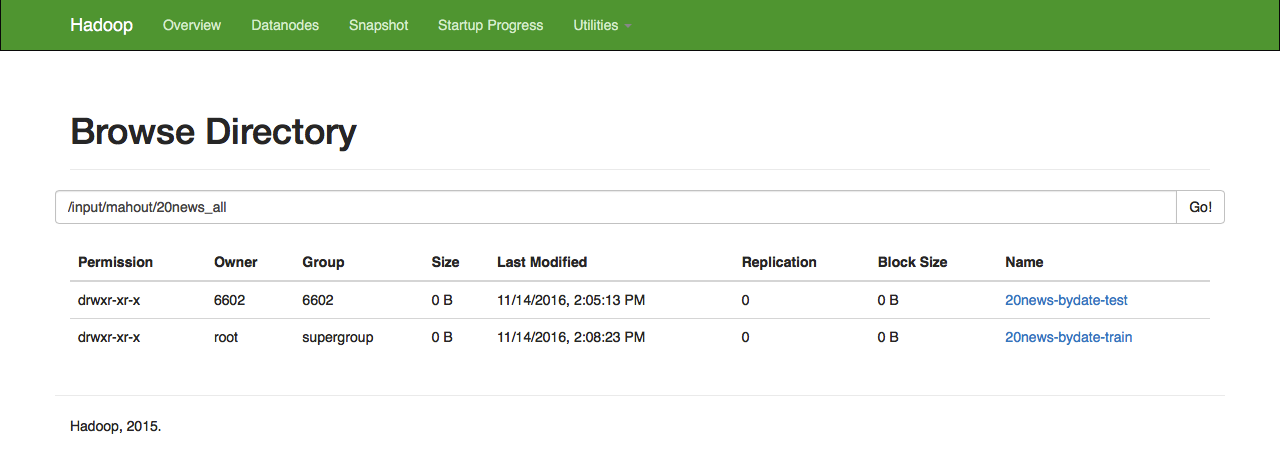 Hadoop Overview Datanodes Snapshot Startup Progress Utilities
Browse Directory
/input/mahout/20news_all Go!
Permission Owner Group Size Last Modified Replication Block Size Name
drwxr-xr-x 6602 6602 0 B 11/14/2016, 2:05:13 PM 0 0 B 20news-bydate-test
drwxr-xr-x root supergroup 0 B 11/14/2016, 2:08:23 PM 0 0 B 20news-bydate-train
Hadoop, 2015.